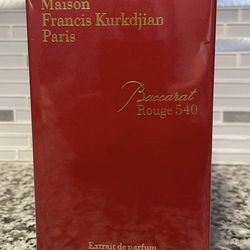 Maison
Francis Kurkdjian
Paris
Baccarat
Rouge 540
Extrait de parfum